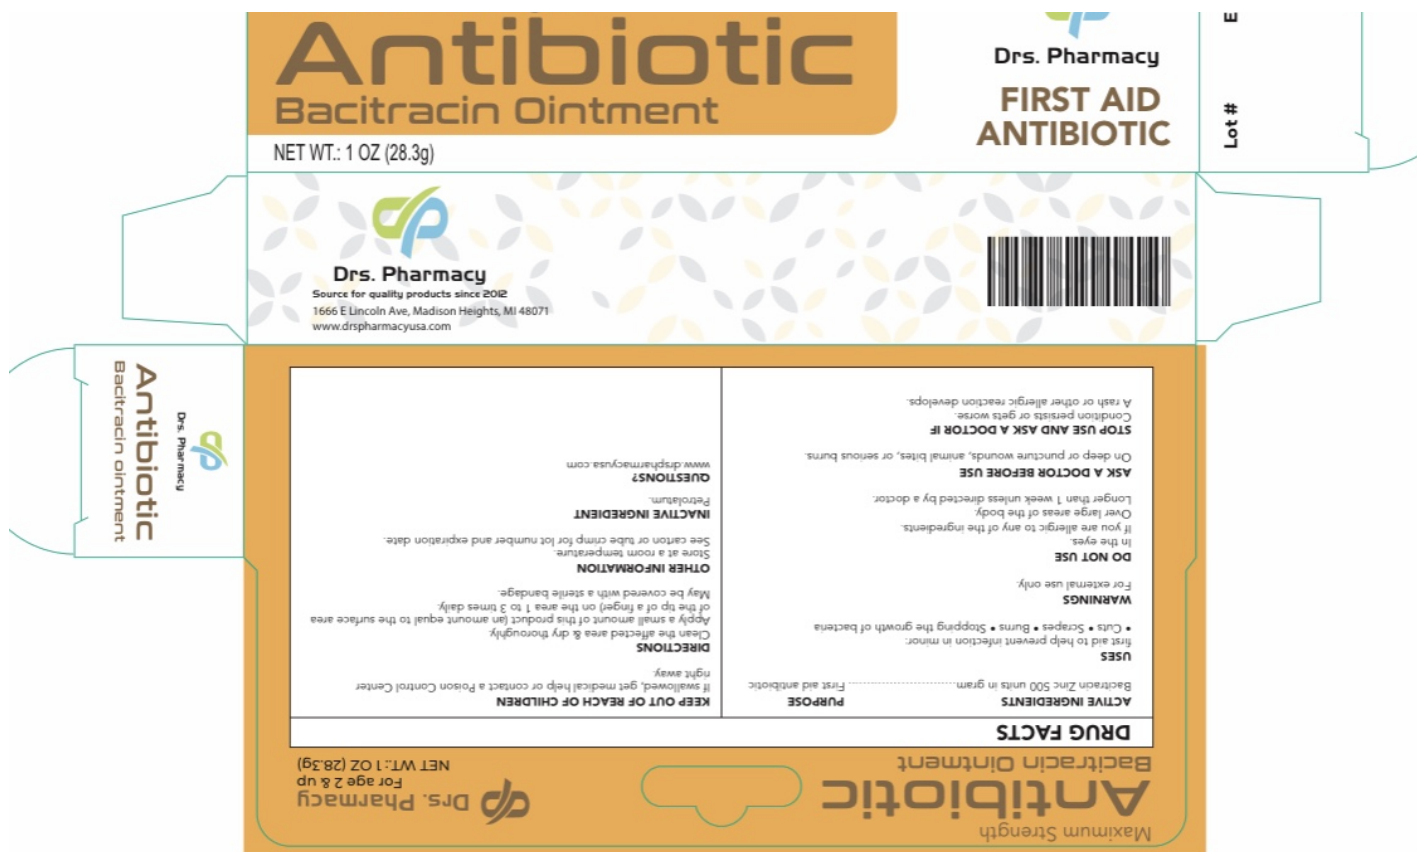 Antibiotic
Bacitracin Ointment
NET WT.: 1 OZ (28.3g)
Drs. Pharmacy
FIRST AID
ANTIBIOTIC
Lot #
E
Drs. Pharmacy
Source for quality products since 2012
1666 E Lincoln Ave, Madison Heights, MI 48071
www.drspharmacyusa.com
Antibiotic
Bacitracin ointment
Drs. Pharmacy
Maximum Strength
Antibiotic
Bacitracin Ointment
Drs. Pharmacy
For age 2 & up
NET WT.: 1 OZ (28.3g)
DRUG FACTS
ACTIVE INGREDIENTS PURPOSE
Bacitracin Zinc 500 units in gram............................ First aid antibiotic
USES
first aid to help prevent infection in minor:
• Cuts • Scrapes • Burns • Stopping the growth of bacteria
WARNINGS
For external use only.
DO NOT USE
In the eyes.
If you are allergic to any of the ingredients.
Over large areas of the body.
Longer than 1 week unless directed by a doctor.
ASK A DOCTOR BEFORE USE
On deep or puncture wounds, animal bites, or serious burns.
STOP USE AND ASK A DOCTOR IF
Condition persists or gets worse.
A rash or other allergic reaction develops.
KEEP OUT OF REACH OF CHILDREN
If swallowed, get medical help or contact a Poison Control Center
right away.
DIRECTIONS
Clean the affected area & dry thoroughly.
Apply a small amount of this product (an amount equal to the surface area
of the tip of a finger) on the area 1 to 3 times daily.
May be covered with a sterile bandage.
OTHER INFORMATION
Store at a room temperature.
See carton or tube crimp for lot number and expiration date.
INACTIVE INGREDIENT
Petrolatum.
QUESTIONS?
www.drspharmacyusa.com